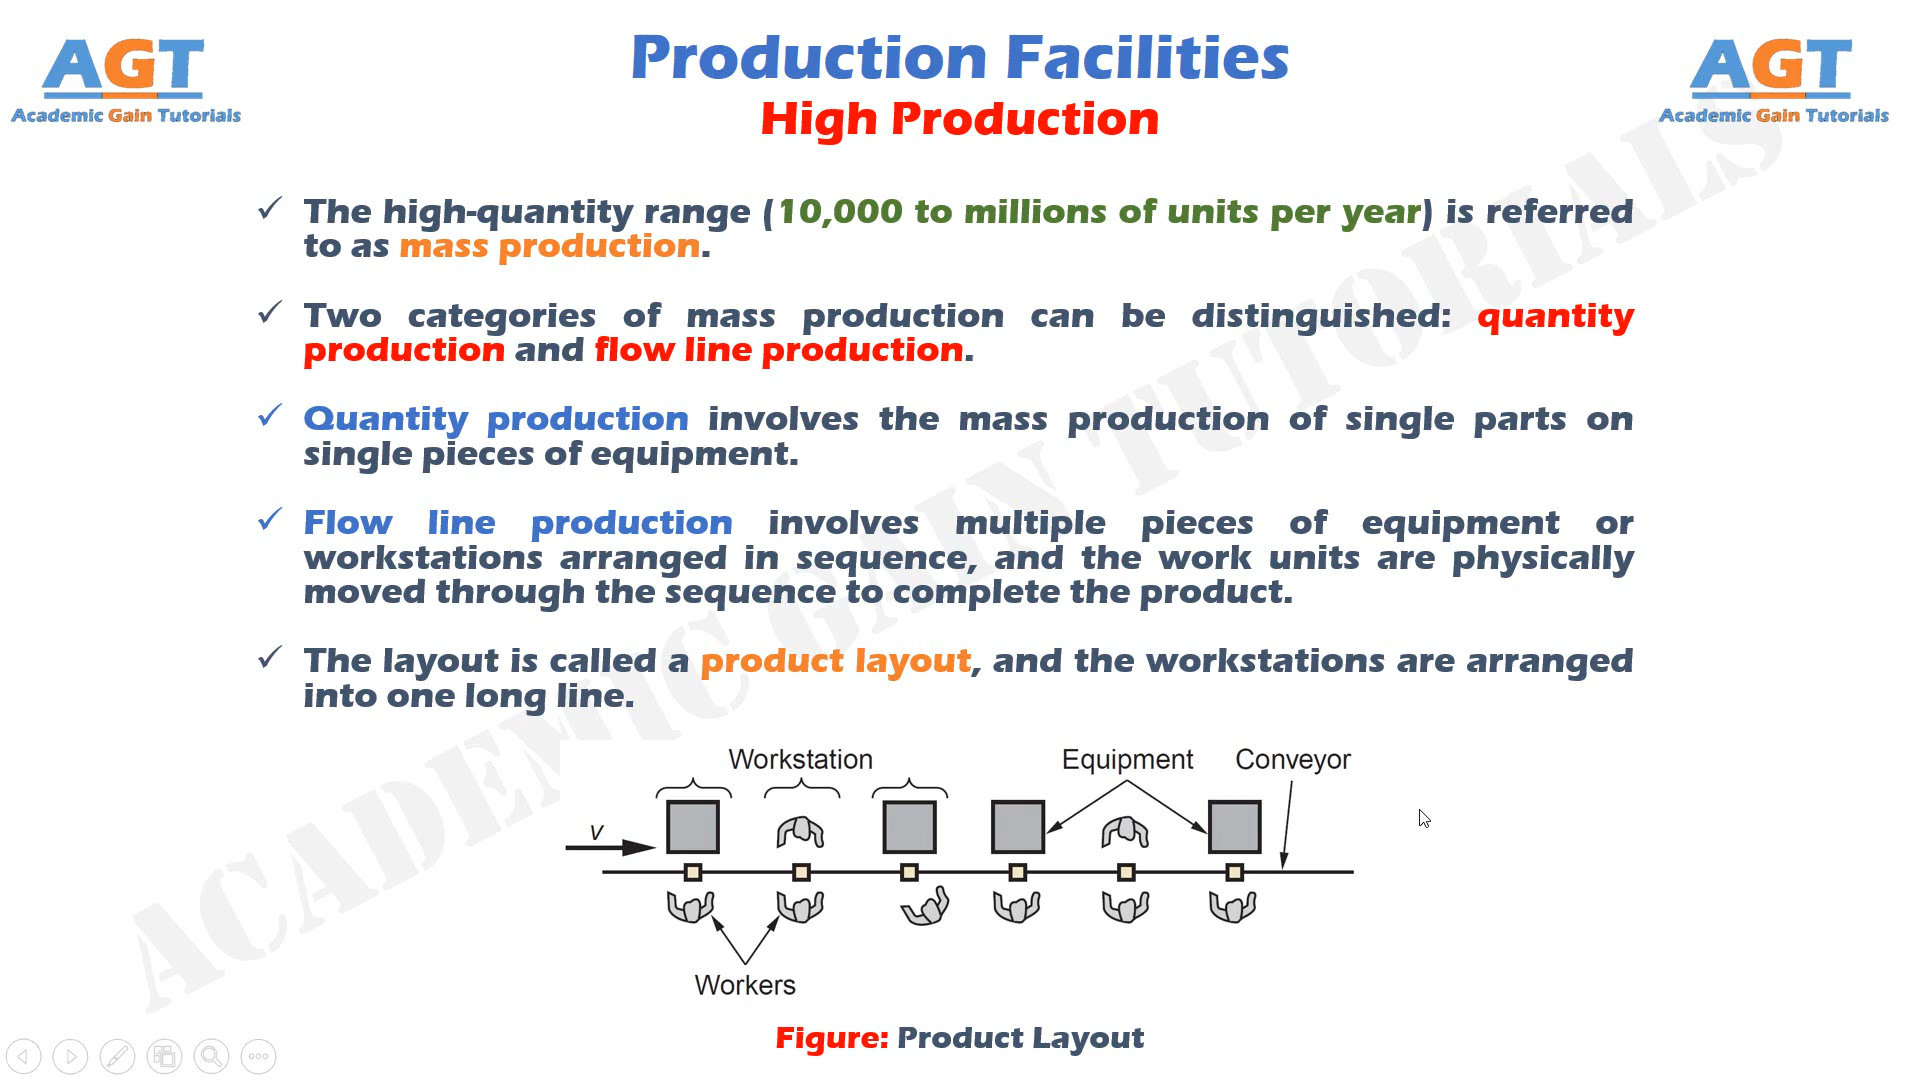 AGT
Academic Gain Tutorials
Production Facilities
High Production
AGT
Academic Gain Tutorials
✓ The high-quantity range (10,000 to millions of units per year) is referred
to as mass production.
✓ Two categories of mass production can be distinguished: quantity
production and flow line production.
✓ Quantity production involves the mass production of single parts on
single pieces of equipment.
✓ Flow line production involves multiple pieces of equipment or
workstations arranged in sequence, and the work units are physically
moved through the sequence to complete the product.
✓ The layout is called a product layout, and the workstations are arranged
into one long line.
ACADEMIC GAIN TUTORIALS
Workstation Equipment Conveyor
v
Workers
Figure: Product Layout